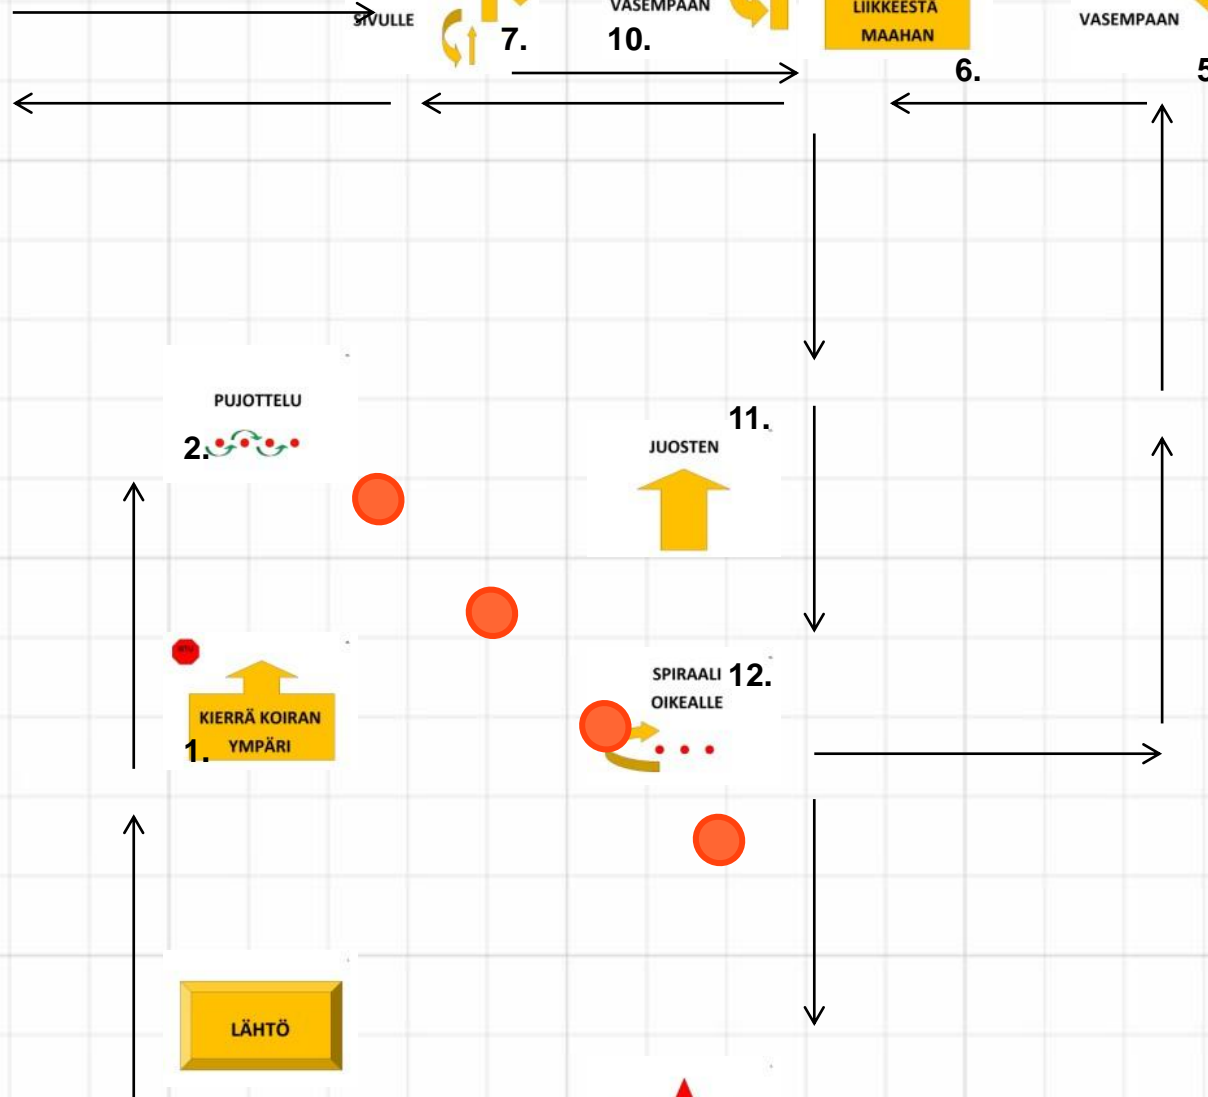 SIVULLE
7.
VASEMPAAN
10.
LIIKKEESTÄ
MAAHAN
6.
VASEMPAAN
5
PUJOTTELU
2.
11.
JUOSTEN
KIERRÄ KOIRAN
YMPÄRI
1.
SPIRAALI
OIKEALLE
12.
LÄHTÖ